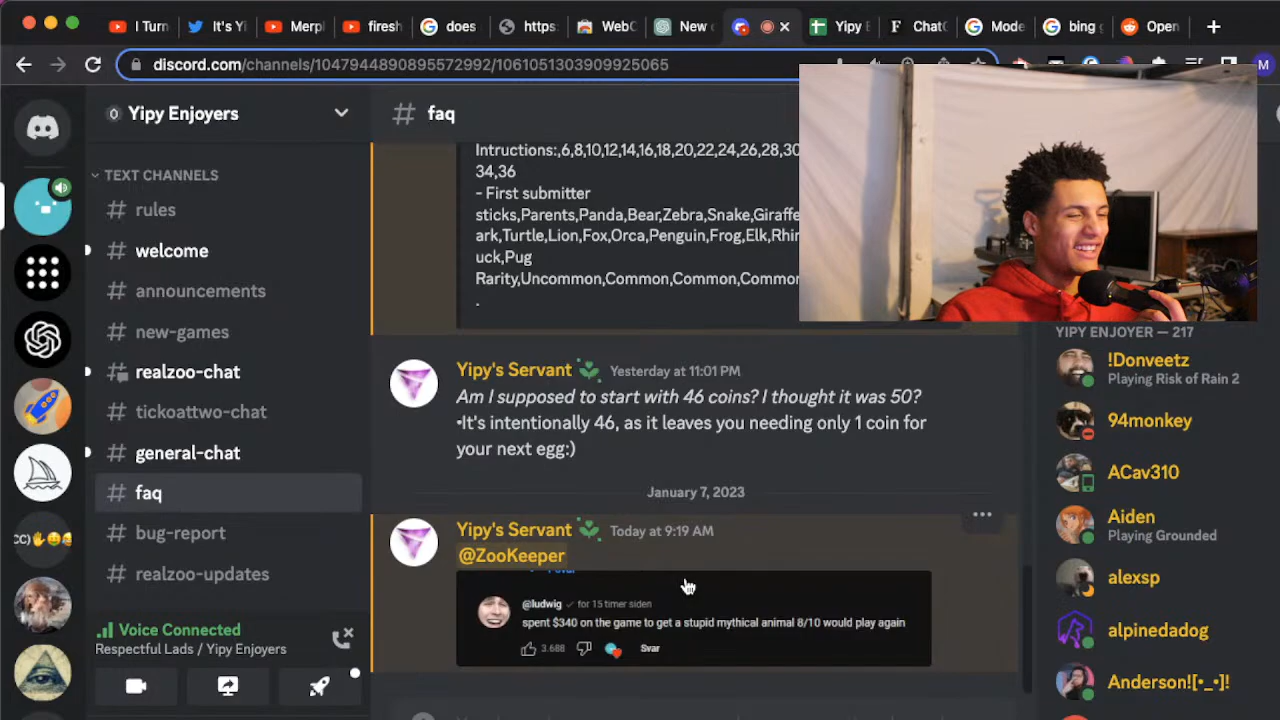 I Turn
It's Yi
Merp
firesh
does
https:
WebC
New c
Yipy E
ChatG
Mode
bing g
Open
discord.com/channels/1047944890895572992/1061051303909925065
M
Yipy Enjoyers
# faq
TEXT CHANNELS
# rules
# welcome
# announcements
# new-games
# realzoo-chat
# tickoattwo-chat
# general-chat
# faq
# bug-report
# realzoo-updates
Voice Connected
Respectful Lads / Yipy Enjoyers
Intructions:,6,8,10,12,14,16,18,20,22,24,26,28,30
34,36
- First submitter
sticks,Parents,Panda,Bear,Zebra,Snake,Giraffe
ark,Turtle,Lion,Fox,Orca,Penguin,Frog,Elk,Rhin
uck,Pug
Rarity,Uncommon,Common,Common,Common
.
Yipy's Servant Yesterday at 11:01 PM
Am I supposed to start with 46 coins? I thought it was 50?
•It's intentionally 46, as it leaves you needing only 1 coin for
your next egg:)
January 7, 2023
Yipy's Servant Today at 9:19 AM
@ZooKeeper
@ludwig for 15 timer siden
spent $340 on the game to get a stupid mythical animal 8/10 would play again
3.688 Svar
YIPY ENJOYER — 217
!Donveetz
Playing Risk of Rain 2
94monkey
ACav310
Aiden
Playing Grounded
alexsp
alpinedadog
Anderson![•_•]!